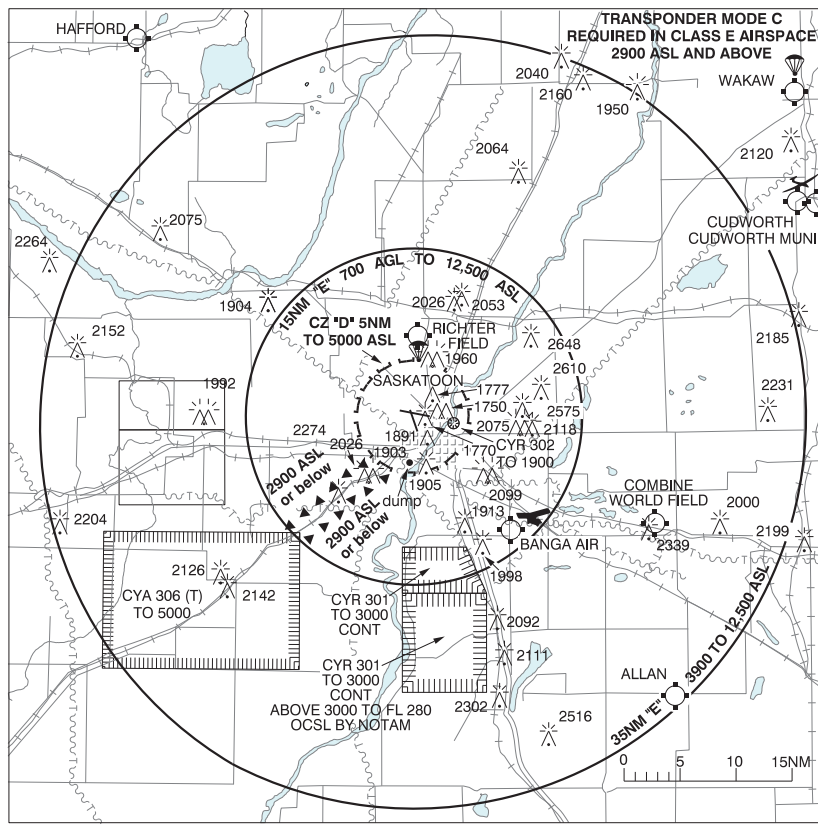 HAFFORD
TRANSPONDER MODE C
REQUIRED IN CLASS E AIRSPACE
2900 ASL AND ABOVE
2040
2160
1950
WAKAW
2120
2064
CUDWORTH
CUDWORTH MUNI
2075
2264
15NM "E" 700 AGL TO 12,500 ASL
1904
2026
2053
CZ "D" 5NM
TO 5000 ASL
RICHTER
FIELD
1960
2648
2185
2152
SASKATOON
1777
2610
1992
1750
2575
2231
2075
2118
2274
1891
CYR 302
TO 1900
2026
1903
1770
2900 ASL
or below
1905
2099
COMBINE
WORLD FIELD
dump
2900 ASL
or below
1913
2000
2204
2339
2199
BANGA AIR
1998
2126
CYA 306 (T)
TO 5000
2142
CYR 301
TO 3000
CONT
2092
CYR 301
TO 3000
CONT
ABOVE 3000 TO FL 280
OCSL BY NOTAM
2111
2302
2516
ALLAN
35NM "E" 3900 TO 12,500 ASL
0 5 10 15NM